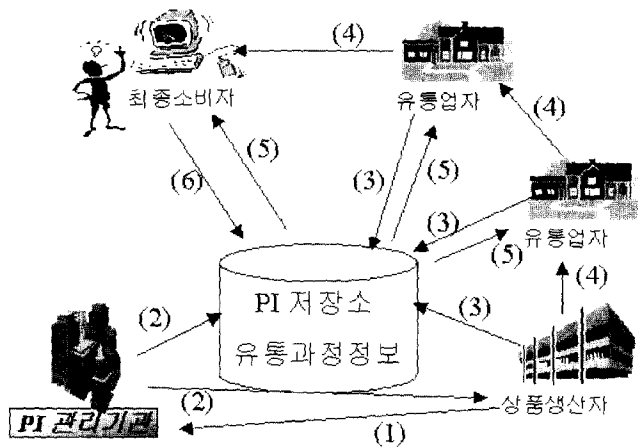 (4)
최종소비자
유통업자
(4)
(6)
(5)
(3)
(5)
(3)
유통업자
(5)
(4)
PI 저장소
유통과정정보
(2)
(3)
(2)
PI 관리기관
상품생산자
(1)